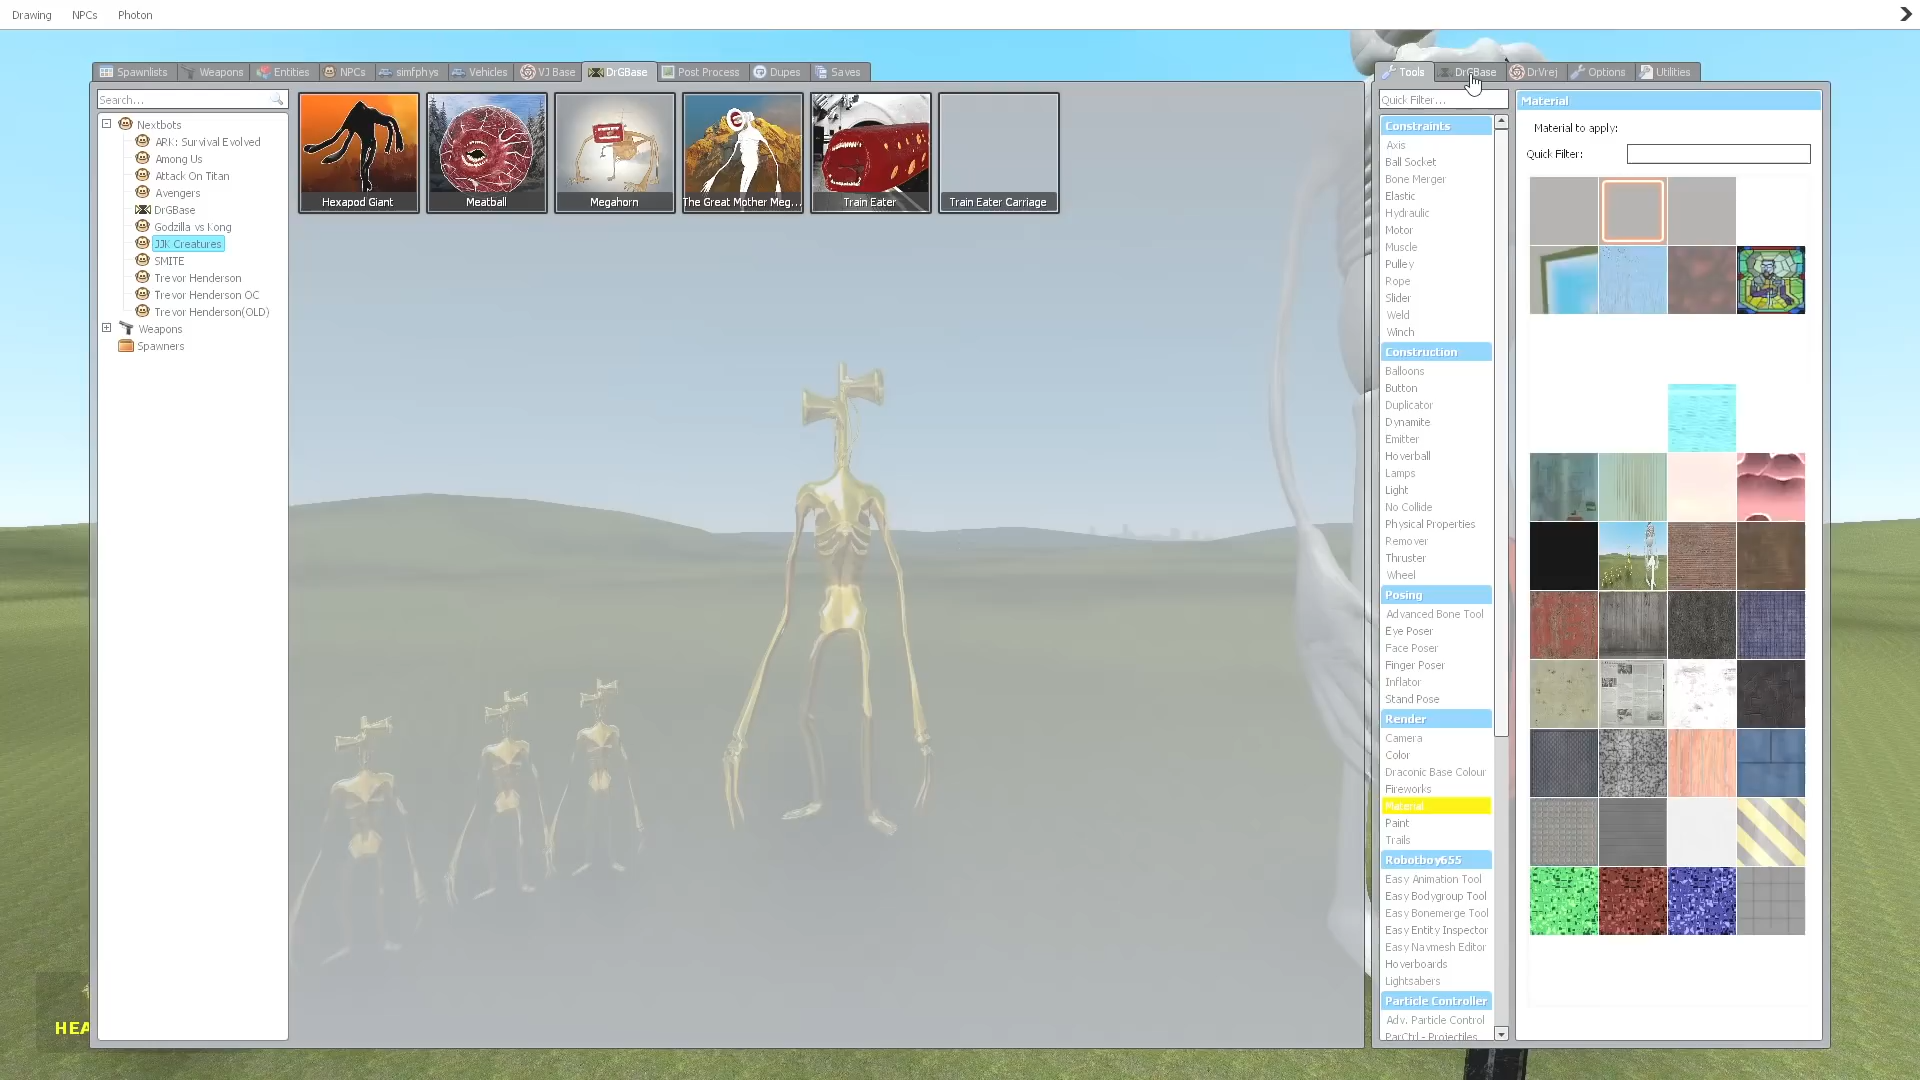 Drawing NPCs Photon
Spawnlists Weapons Entities NPCs simfphys Vehicles VJ Base DrGBase Post Process Dupes Saves
Search...
Nextbots
ARK: Survival Evolved
Among Us
Attack On Titan
Avengers
DrGBase
Godzilla vs Kong
JJK Creatures
SMITE
Trevor Henderson
Trevor Henderson OC
Trevor Henderson(OLD)
Weapons
Spawners
Hexapod Giant
Meatball
Megahorn
The Great Mother Meg...
Train Eater
Train Eater Carriage
HEA
Tools DrGBase DrVrej Options Utilities
Quick Filter...
Constraints
Axis
Ball Socket
Bone Merger
Elastic
Hydraulic
Motor
Muscle
Pulley
Rope
Slider
Weld
Winch
Construction
Balloons
Button
Duplicator
Dynamite
Emitter
Hoverball
Lamps
Light
No Collide
Physical Properties
Remover
Thruster
Wheel
Posing
Advanced Bone Tool
Eye Poser
Face Poser
Finger Poser
Inflator
Stand Pose
Render
Camera
Color
Draconic Base Colour
Fireworks
Material
Paint
Trails
Robotboy655
Easy Animation Tool
Easy Bodygroup Tool
Easy Bonemerge Tool
Easy Entity Inspector
Easy Navmesh Editor
Hoverboards
Lightsabers
Particle Controller
Adv. Particle Control
ParCtrl - Projectiles
Material
Material to apply:
Quick Filter: